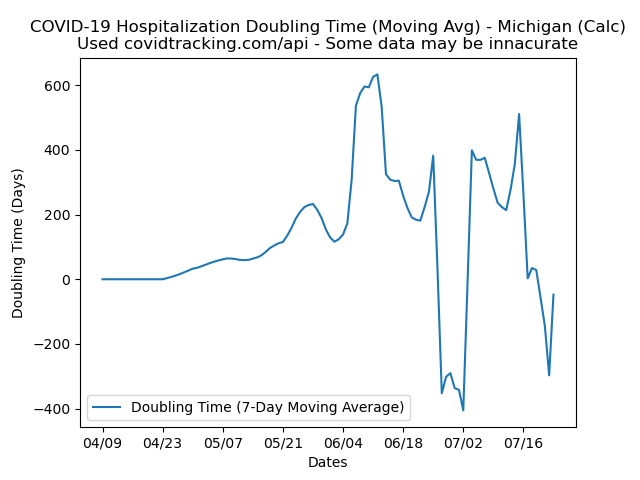 COVID-19 Hospitalization Doubling Time (Moving Avg) - Michigan (Calc)
Used covidtracking.com/api - Some data may be innacurate
600
400
200
0
−200
−400
Doubling Time (Days)
Doubling Time (7-Day Moving Average)
04/09 04/23 05/07 05/21 06/04 06/18 07/02 07/16
Dates